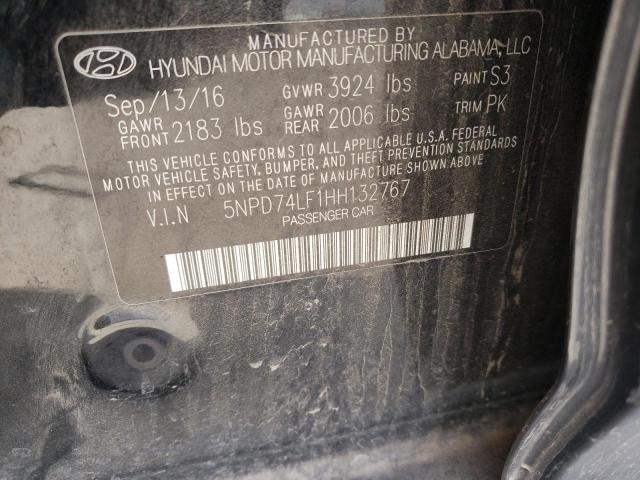 MANUFACTURED BY
HYUNDAI MOTOR MANUFACTURING ALABAMA, LLC
Sep/13/16 GVWR 3924 lbs PAINT S3
GAWR FRONT 2183 lbs GAWR REAR 2006 lbs TRIM PK
THIS VEHICLE CONFORMS TO ALL APPLICABLE U.S.A. FEDERAL
MOTOR VEHICLE SAFETY, BUMPER, AND THEFT PREVENTION STANDARDS
IN EFFECT ON THE DATE OF MANUFACTURE SHOWN ABOVE.
V.I.N 5NPD74LF1HH132767
PASSENGER CAR